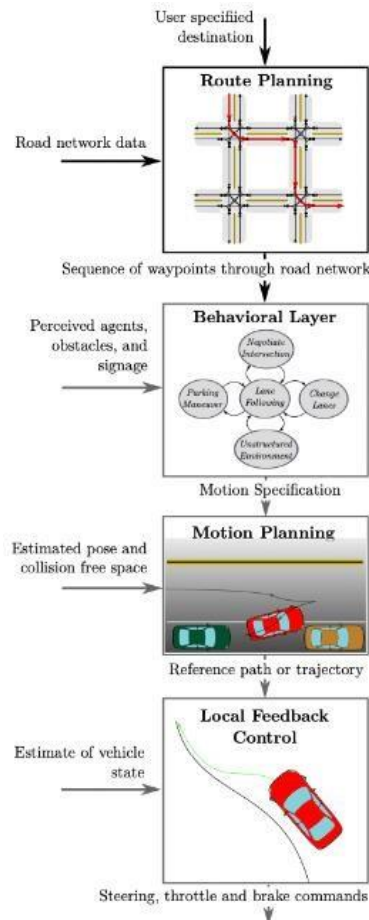 User specifiied
destination
Route Planning
Road network data
Sequence of waypoints through road network
Behavioral Layer
Perceived agents,
obstacles, and
signage
Negotiate
Intersection
Parking
Maneuver
Lane
Following
Change
Lanes
Unstructured
Environment
Motion Specification
Motion Planning
Estimated pose and
collision free space
Reference path or trajectory
Local Feedback
Control
Estimate of vehicle
state
Steering, throttle and brake commands